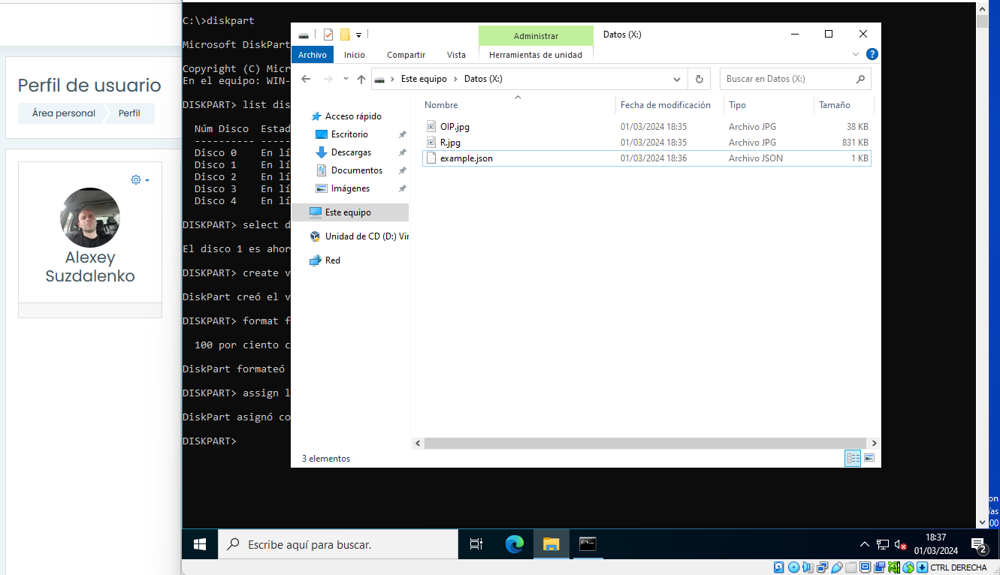 Perfil de usuario
Área personal
Perfil
Alexey
Suzdalenko
C:\>diskpart
Microsoft DiskPart
Copyright (C) Micr
En el equipo: WIN-
DISKPART> list dis
Núm Disco Estad
---------- -----
Disco 0 En lí
Disco 1 En lí
Disco 2 En lí
Disco 3 En lí
Disco 4 En lí
DISKPART> select d
El disco 1 es ahor
DISKPART> create v
DiskPart creó el v
DISKPART> format f
100 por ciento c
DiskPart formateó
DISKPART> assign l
DiskPart asignó co
DISKPART>
Administrar
Datos (X:)
Archivo
Inicio
Compartir
Vista
Herramientas de unidad
?
Este equipo > Datos (X:)
Buscar en Datos (X:)
Acceso rápido
Escritorio
Descargas
Documentos
Imágenes
Este equipo
Unidad de CD (D:) Vir
Red
Nombre Fecha de modificación Tipo Tamaño
OIP.jpg 01/03/2024 18:35 Archivo JPG 38 KB
R.jpg 01/03/2024 18:35 Archivo JPG 831 KB
example.json 01/03/2024 18:36 Archivo JSON 1 KB
3 elementos
on
ías
00
Escribe aquí para buscar.
18:37
01/03/2024
2
CTRL DERECHA